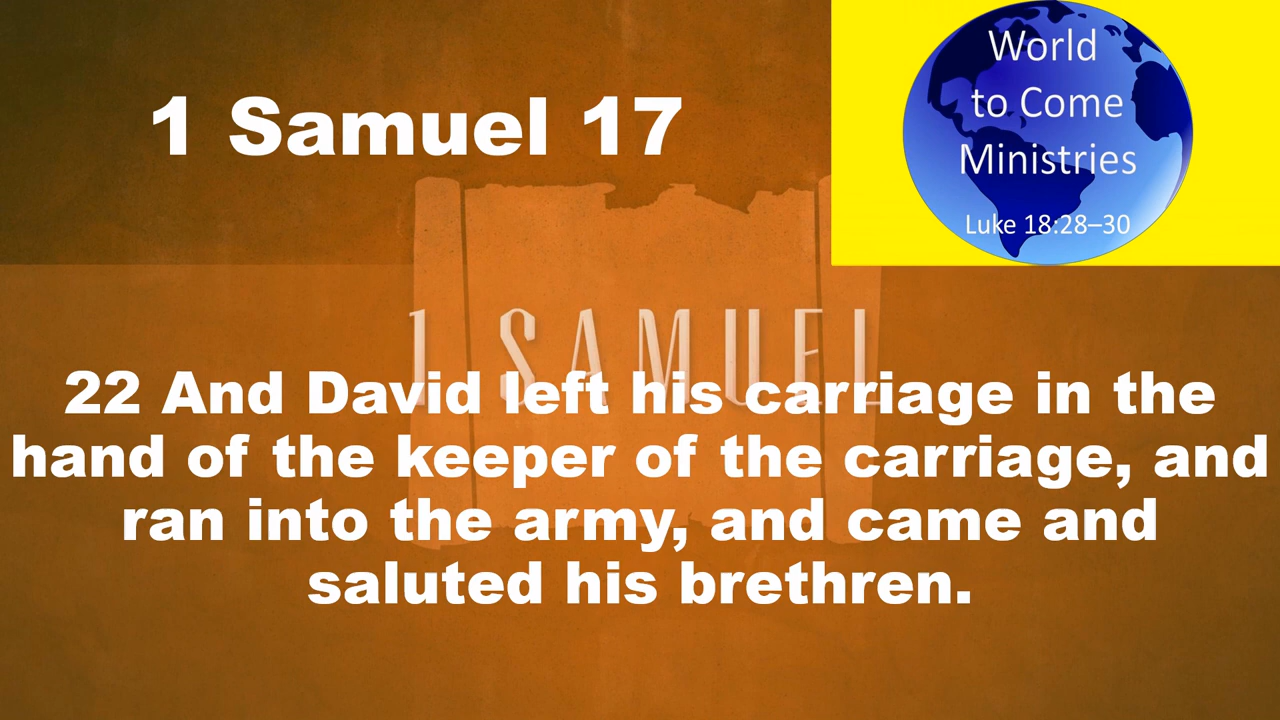 1 Samuel 17
World
to Come
Ministries
Luke 18:28–30
1 SAMUEL
22 And David left his carriage in the
hand of the keeper of the carriage, and
ran into the army, and came and
saluted his brethren.